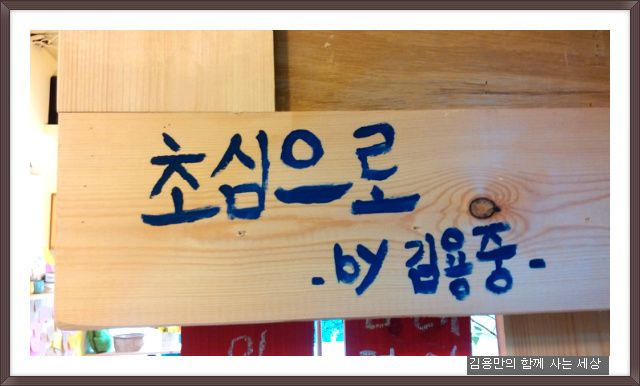 초심으로
- by 김용중 -
김용만의 함께 사는 세상